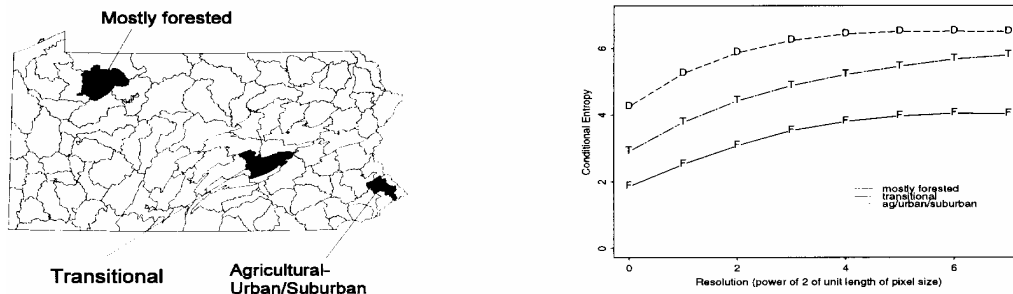 Mostly forested
Transitional
Agricultural-
Urban/Suburban
Conditional Entropy
6
4
2
0
D D D D D D D D
T T T T T T T T
F F F F F F F F
mostly forested
transitional
ag/urban/suburban
0 2 4 6
Resolution (power of 2 of unit length of pixel size)